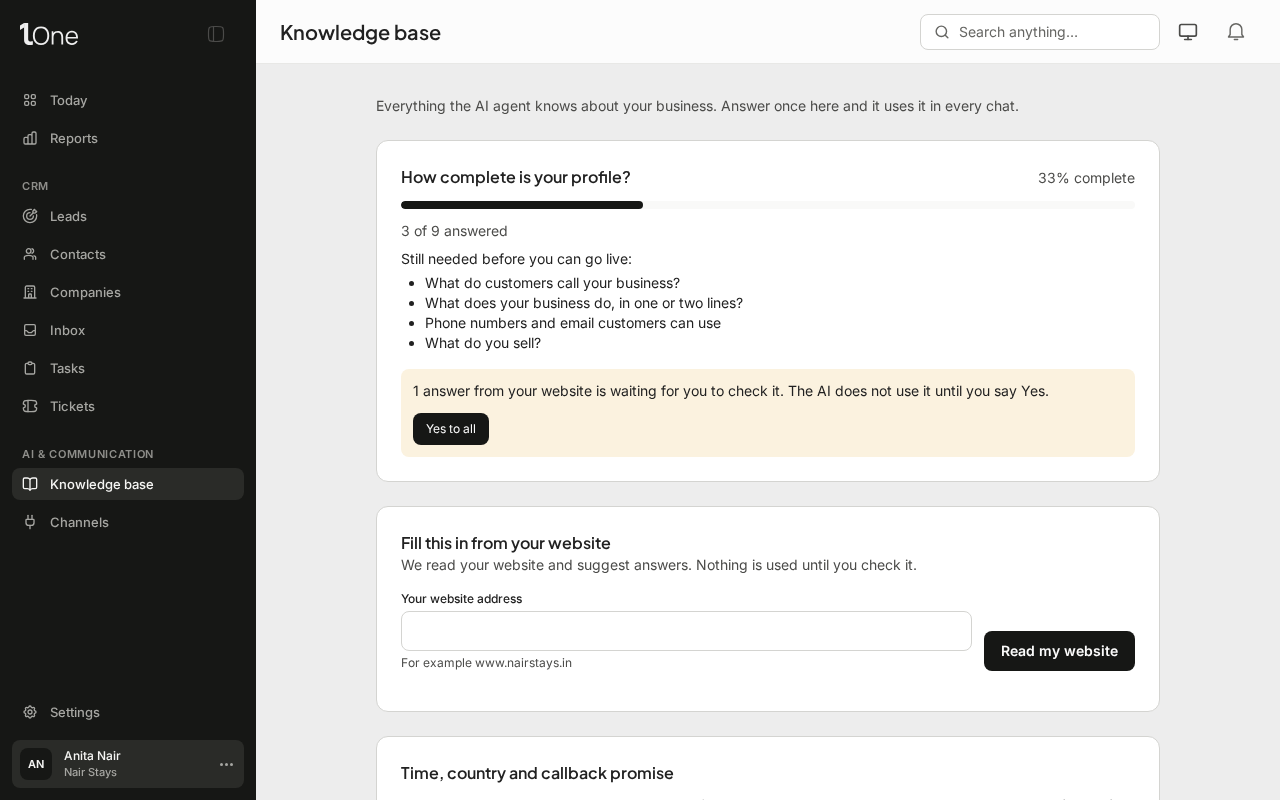 1One
Knowledge base
Search anything...
Today
Reports
CRM
Leads
Contacts
Companies
Inbox
Tasks
Tickets
AI & COMMUNICATION
Knowledge base
Channels
Settings
AN
Anita Nair
Nair Stays
Everything the AI agent knows about your business. Answer once here and it uses it in every chat.
How complete is your profile?
33% complete
3 of 9 answered
Still needed before you can go live:
What do customers call your business?
What does your business do, in one or two lines?
Phone numbers and email customers can use
What do you sell?
1 answer from your website is waiting for you to check it. The AI does not use it until you say Yes.
Yes to all
Fill this in from your website
We read your website and suggest answers. Nothing is used until you check it.
Your website address
For example www.nairstays.in
Read my website
Time, country and callback promise